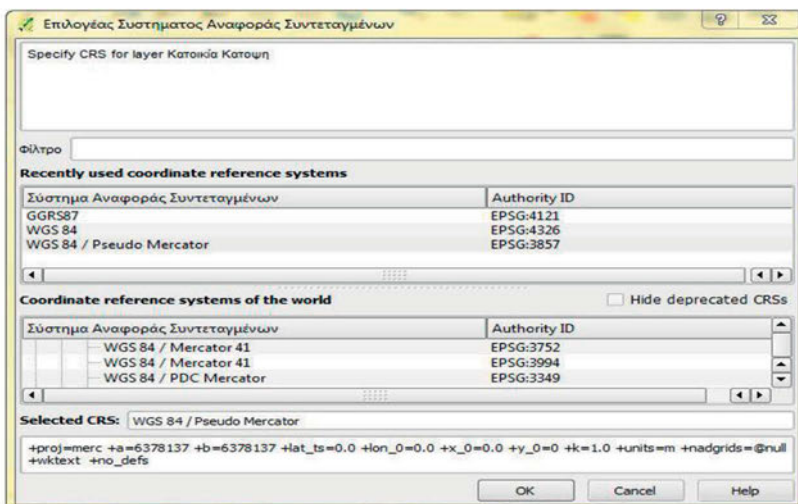 Επιλογέας Συστηματος Αναφοράς Συντεταγμένων
Specify CRS for layer Κατοικία Κατοψη
Φίλτρο
Recently used coordinate reference systems
Σύστημα Αναφοράς Συντεταγμένων Authority ID
GGRS87 EPSG:4121
WGS 84 EPSG:4326
WGS 84 / Pseudo Mercator EPSG:3857
Coordinate reference systems of the world Hide deprecated CRSs
Σύστημα Αναφοράς Συντεταγμένων Authority ID
WGS 84 / Mercator 41 EPSG:3752
WGS 84 / Mercator 41 EPSG:3994
WGS 84 / PDC Mercator EPSG:3349
Selected CRS: WGS 84 / Pseudo Mercator
+proj=merc +a=6378137 +b=6378137 +lat_ts=0.0 +lon_0=0.0 +x_0=0.0 +y_0=0 +k=1.0 +units=m +nadgrids=@null
+wktext +no_defs
OK Cancel Help